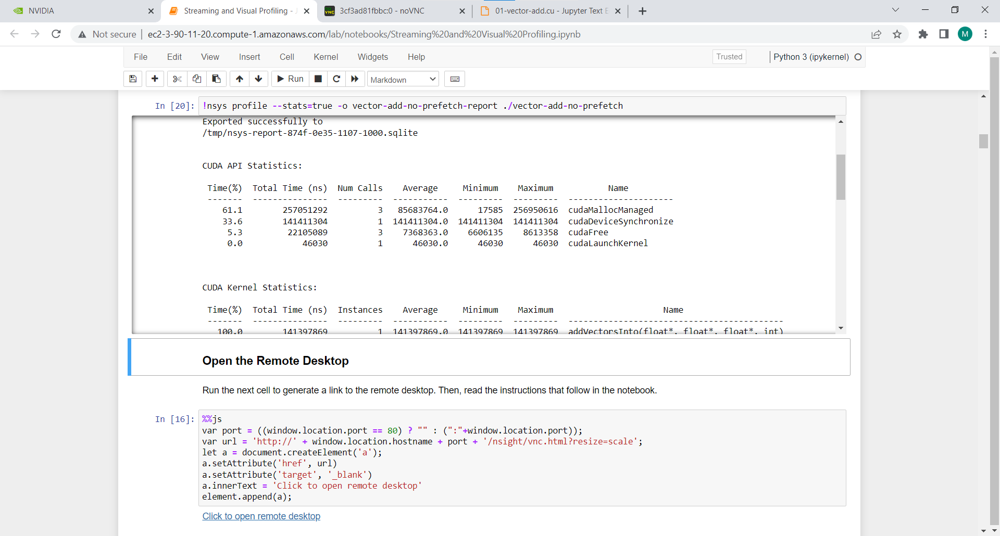 NVIDIA
Streaming and Visual Profiling -
3cf3ad81fbbc:0 - noVNC
01-vector-add.cu - Jupyter Text E
Not secure | ec2-3-90-11-20.compute-1.amazonaws.com/lab/notebooks/Streaming%20and%20Visual%20Profiling.ipynb
M
File Edit View Insert Cell Kernel Widgets Help
Trusted
Python 3 (ipykernel)
Run
Markdown
In [20]: !nsys profile --stats=true -o vector-add-no-prefetch-report ./vector-add-no-prefetch
Exported successfully to
/tmp/nsys-report-874f-0e35-1107-1000.sqlite
CUDA API Statistics:
Time(%) Total Time (ns) Num Calls Average Minimum Maximum Name
------- --------------- --------- ----------- --------- --------- ---------------------
61.1 257051292 3 85683764.0 17585 256950616 cudaMallocManaged
33.6 141411304 1 141411304.0 141411304 141411304 cudaDeviceSynchronize
5.3 22105089 3 7368363.0 6606135 8613358 cudaFree
0.0 46030 1 46030.0 46030 46030 cudaLaunchKernel
CUDA Kernel Statistics:
Time(%) Total Time (ns) Instances Average Minimum Maximum Name
------- --------------- --------- ----------- --------- --------- -------------------------------------------
100.0 141397869 1 141397869.0 141397869 141397869 addVectorsInto(float*, float*, float*, int)
Open the Remote Desktop
Run the next cell to generate a link to the remote desktop. Then, read the instructions that follow in the notebook.
In [16]: %%js
var port = ((window.location.port == 80) ? "" : (":"+window.location.port));
var url = 'http://' + window.location.hostname + port + '/nsight/vnc.html?resize=scale';
let a = document.createElement('a');
a.setAttribute('href', url)
a.setAttribute('target', '_blank')
a.innerText = 'Click to open remote desktop'
element.append(a);
Click to open remote desktop